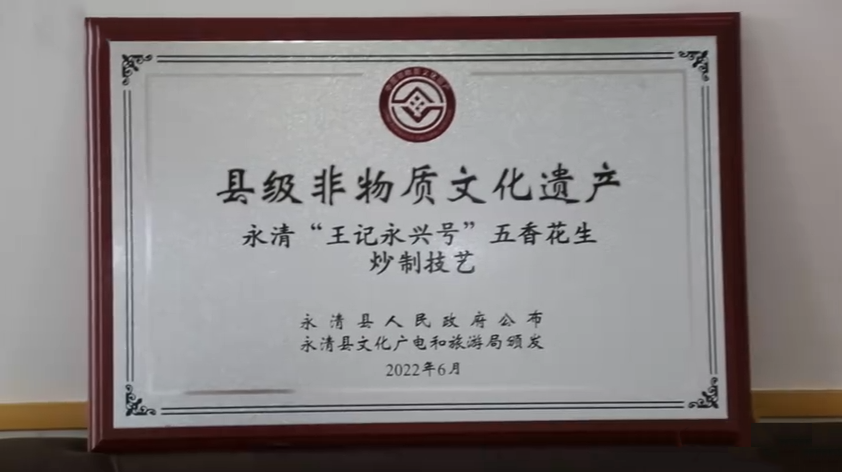 县级非物质文化遗产
永清“王记永兴号”五香花生
炒制技艺
永清县人民政府公布
永清县文化广电和旅游局颁发
2022年6月